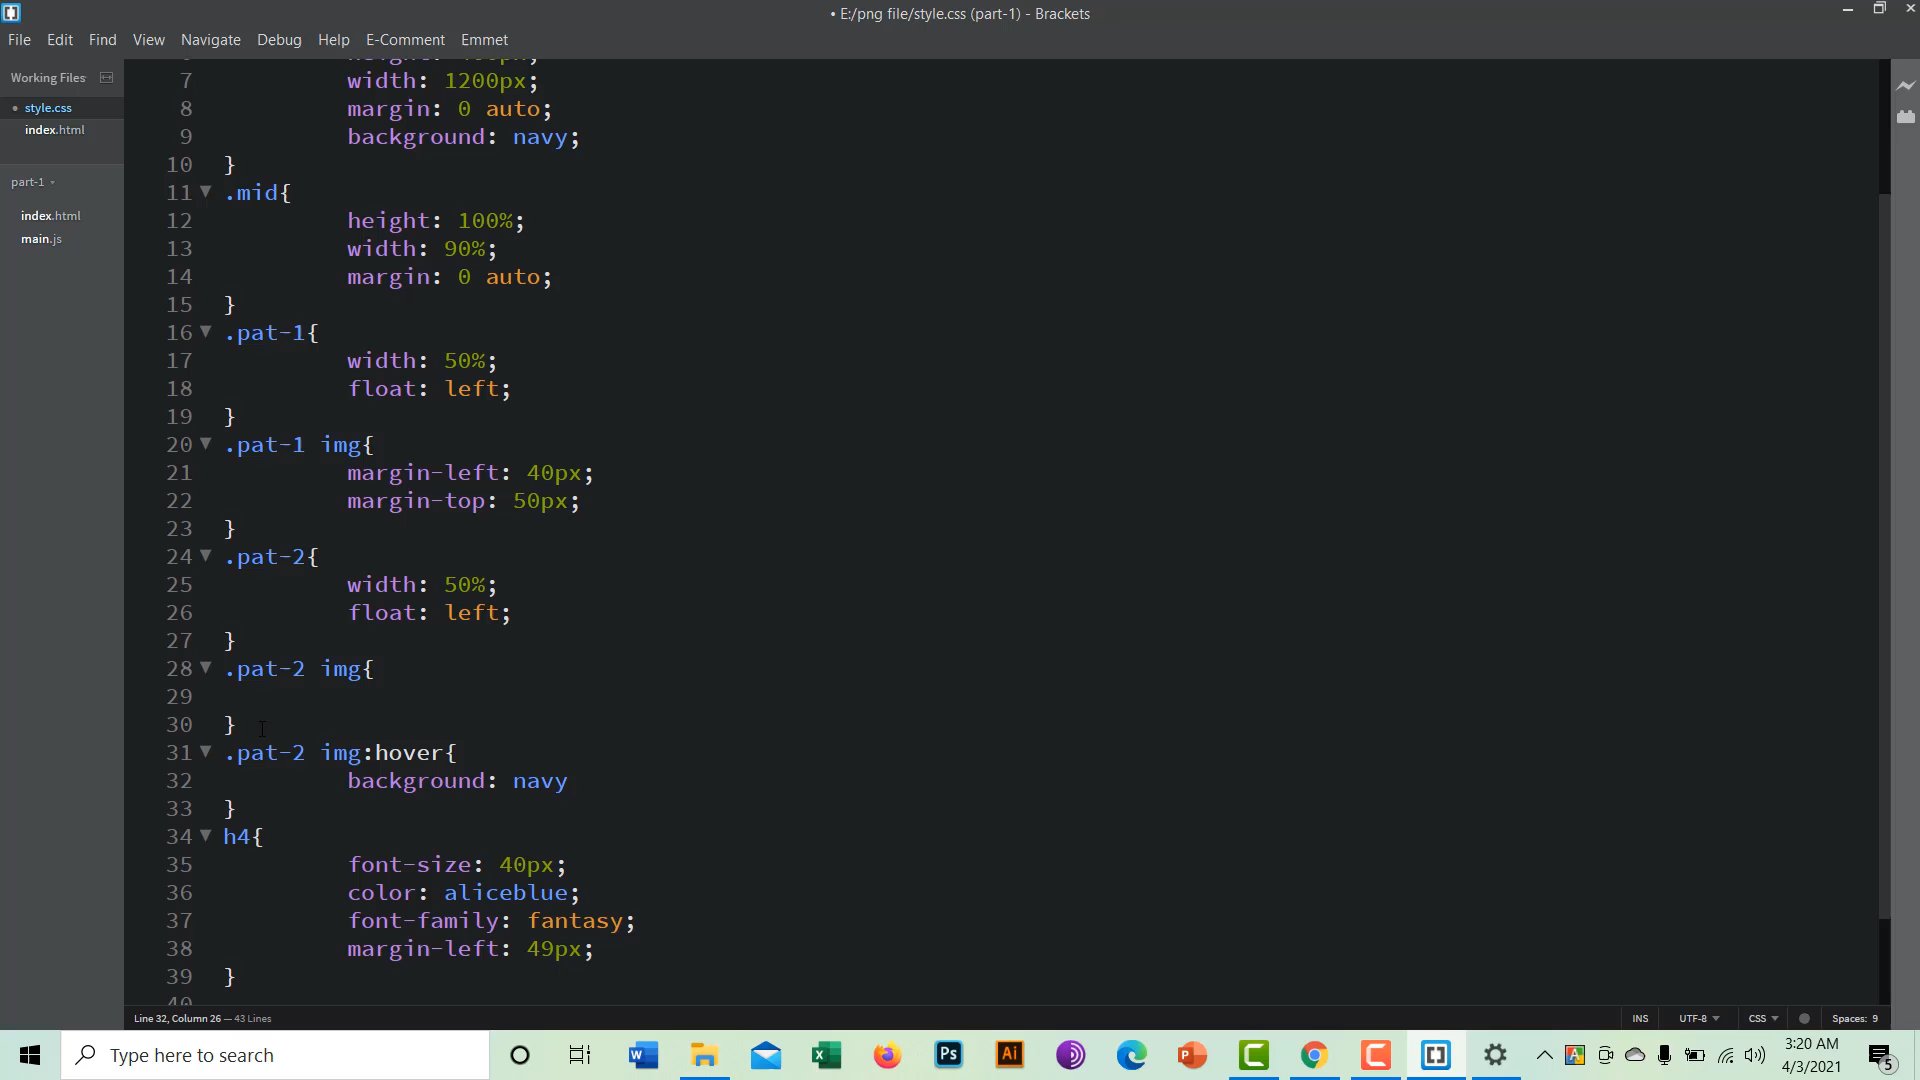 • E:/png file/style.css (part-1) - Brackets
File Edit Find View Navigate Debug Help E-Comment Emmet
Working Files
• style.css
index.html
part-1
index.html
main.js
7 width: 1200px;
8 margin: 0 auto;
9 background: navy;
10 }
11 .mid{
12 height: 100%;
13 width: 90%;
14 margin: 0 auto;
15 }
16 .pat-1{
17 width: 50%;
18 float: left;
19 }
20 .pat-1 img{
21 margin-left: 40px;
22 margin-top: 50px;
23 }
24 .pat-2{
25 width: 50%;
26 float: left;
27 }
28 .pat-2 img{
29
30 }
31 .pat-2 img:hover{
32 background: navy
33 }
34 h4{
35 font-size: 40px;
36 color: aliceblue;
37 font-family: fantasy;
38 margin-left: 49px;
39 }
40
Line 32, Column 26 — 43 Lines
INS UTF-8 CSS Spaces: 9
Type here to search
3:20 AM
4/3/2021
5